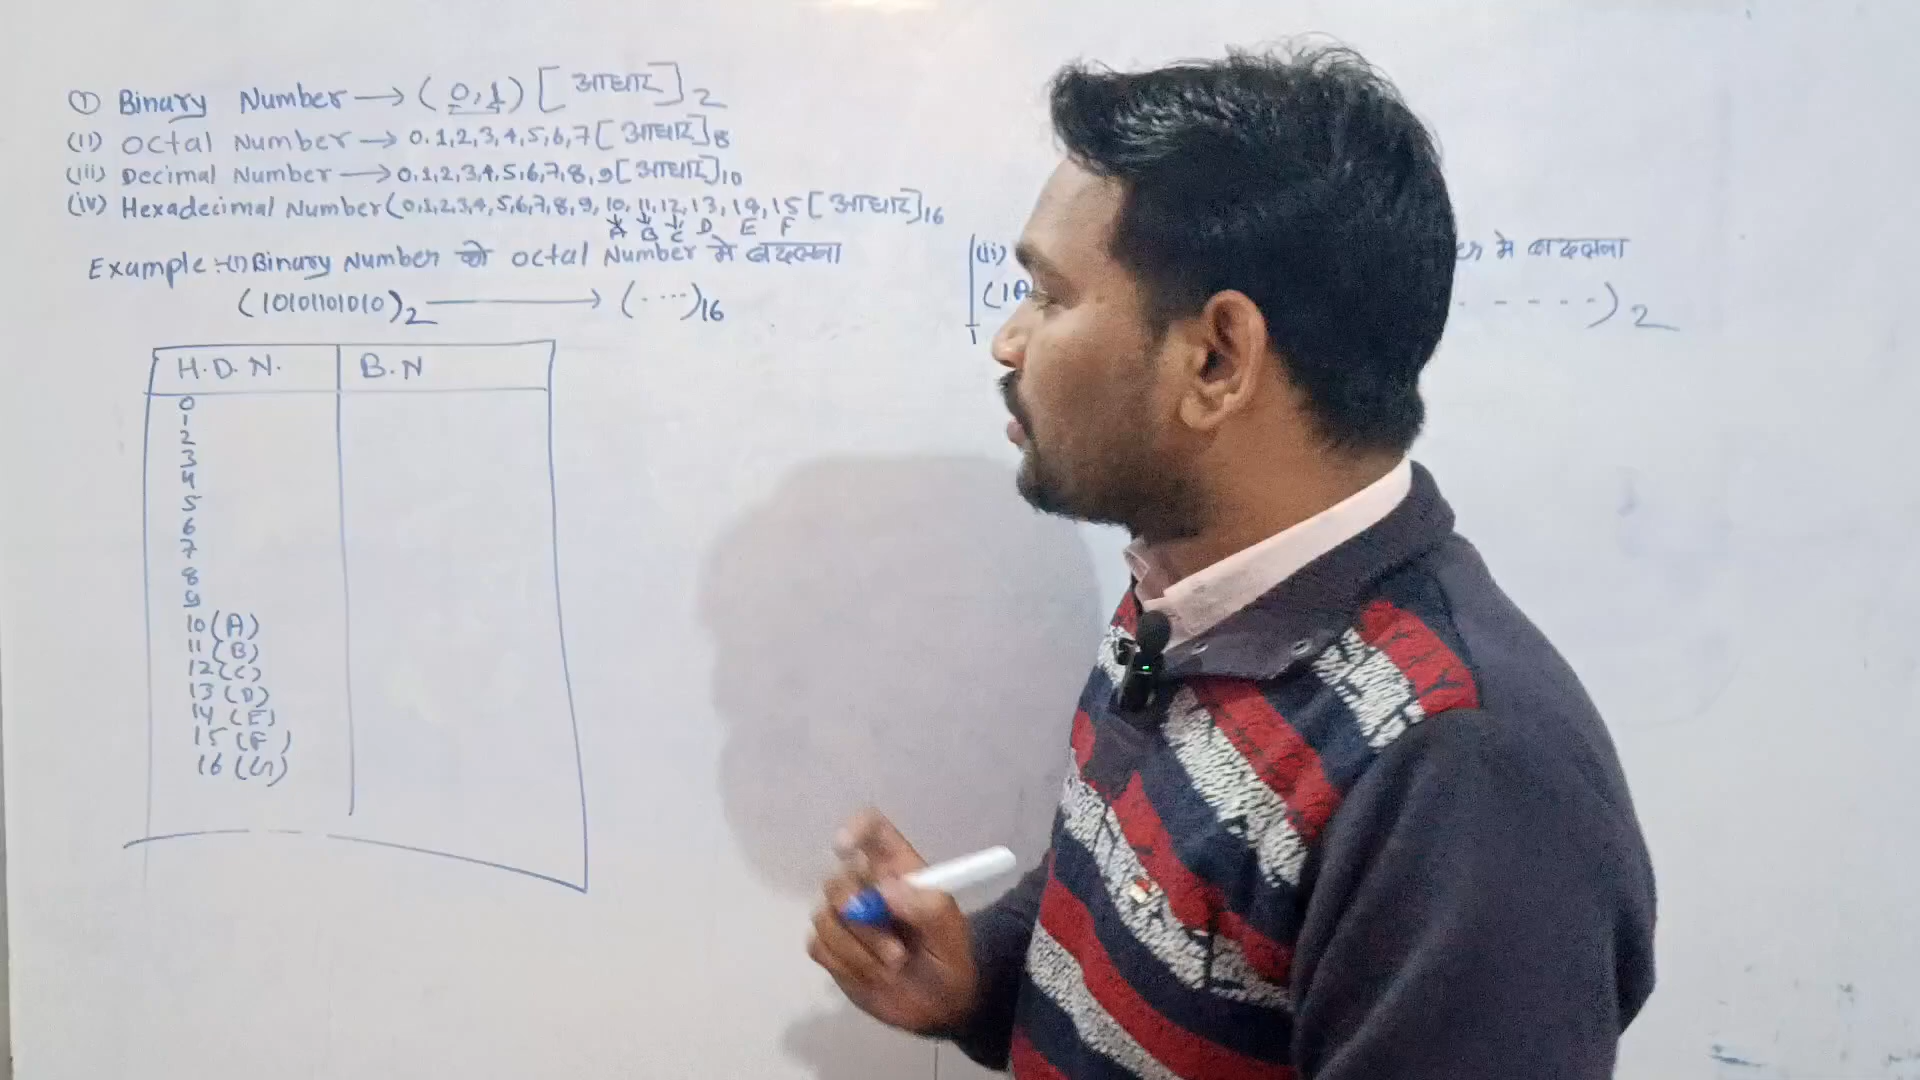 ① Binary Number → (0,1) [आधार]2
(ii) Octal Number → 0,1,2,3,4,5,6,7 [आधार]8
(iii) Decimal Number → 0,1,2,3,4,5,6,7,8,9 [आधार]10
(iv) Hexadecimal Number (0,1,2,3,4,5,6,7,8,9,10,11,12,13,14,15 [आधार]16
A B C D E F
Example :-(i) Binary Number को octal Number मे बदलना
(10101101010)2 → (....)16
(ii) मे बदलना
(1A - - - - -)2
H.D.N. B.N
0
1
2
3
4
5
6
7
8
9
10(A)
11(B)
12(C)
13(D)
14(E)
15(F)
16(G)